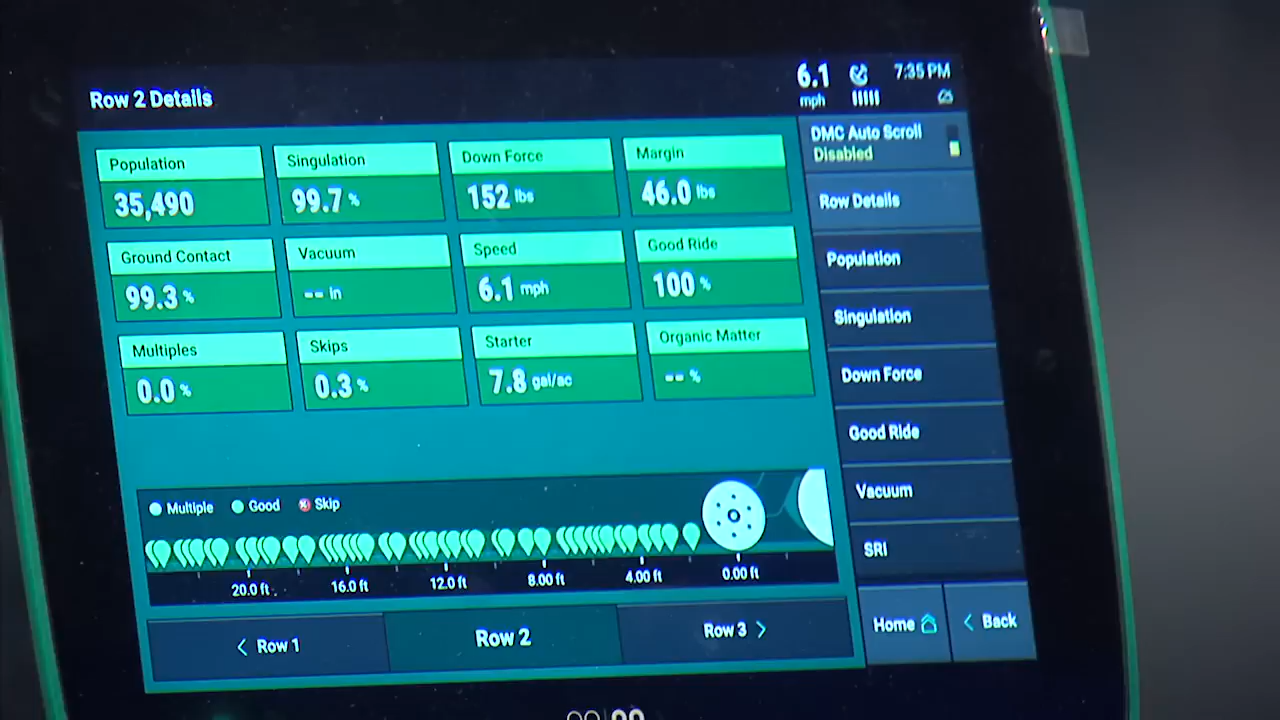 Row 2 Details
6.1
mph
7:35 PM
Population
35,490
Singulation
99.7 %
Down Force
152 lbs
Margin
46.0 lbs
Ground Contact
99.3 %
Vacuum
-- in
Speed
6.1 mph
Good Ride
100 %
Multiples
0.0 %
Skips
0.3 %
Starter
7.8 gal/ac
Organic Matter
-- %
Multiple
Good
Skip
20.0 ft
16.0 ft
12.0 ft
8.00 ft
4.00 ft
0.00 ft
< Row 1
Row 2
Row 3 >
DMC Auto Scroll
Disabled
Row Details
Population
Singulation
Down Force
Good Ride
Vacuum
SRI
Home
< Back